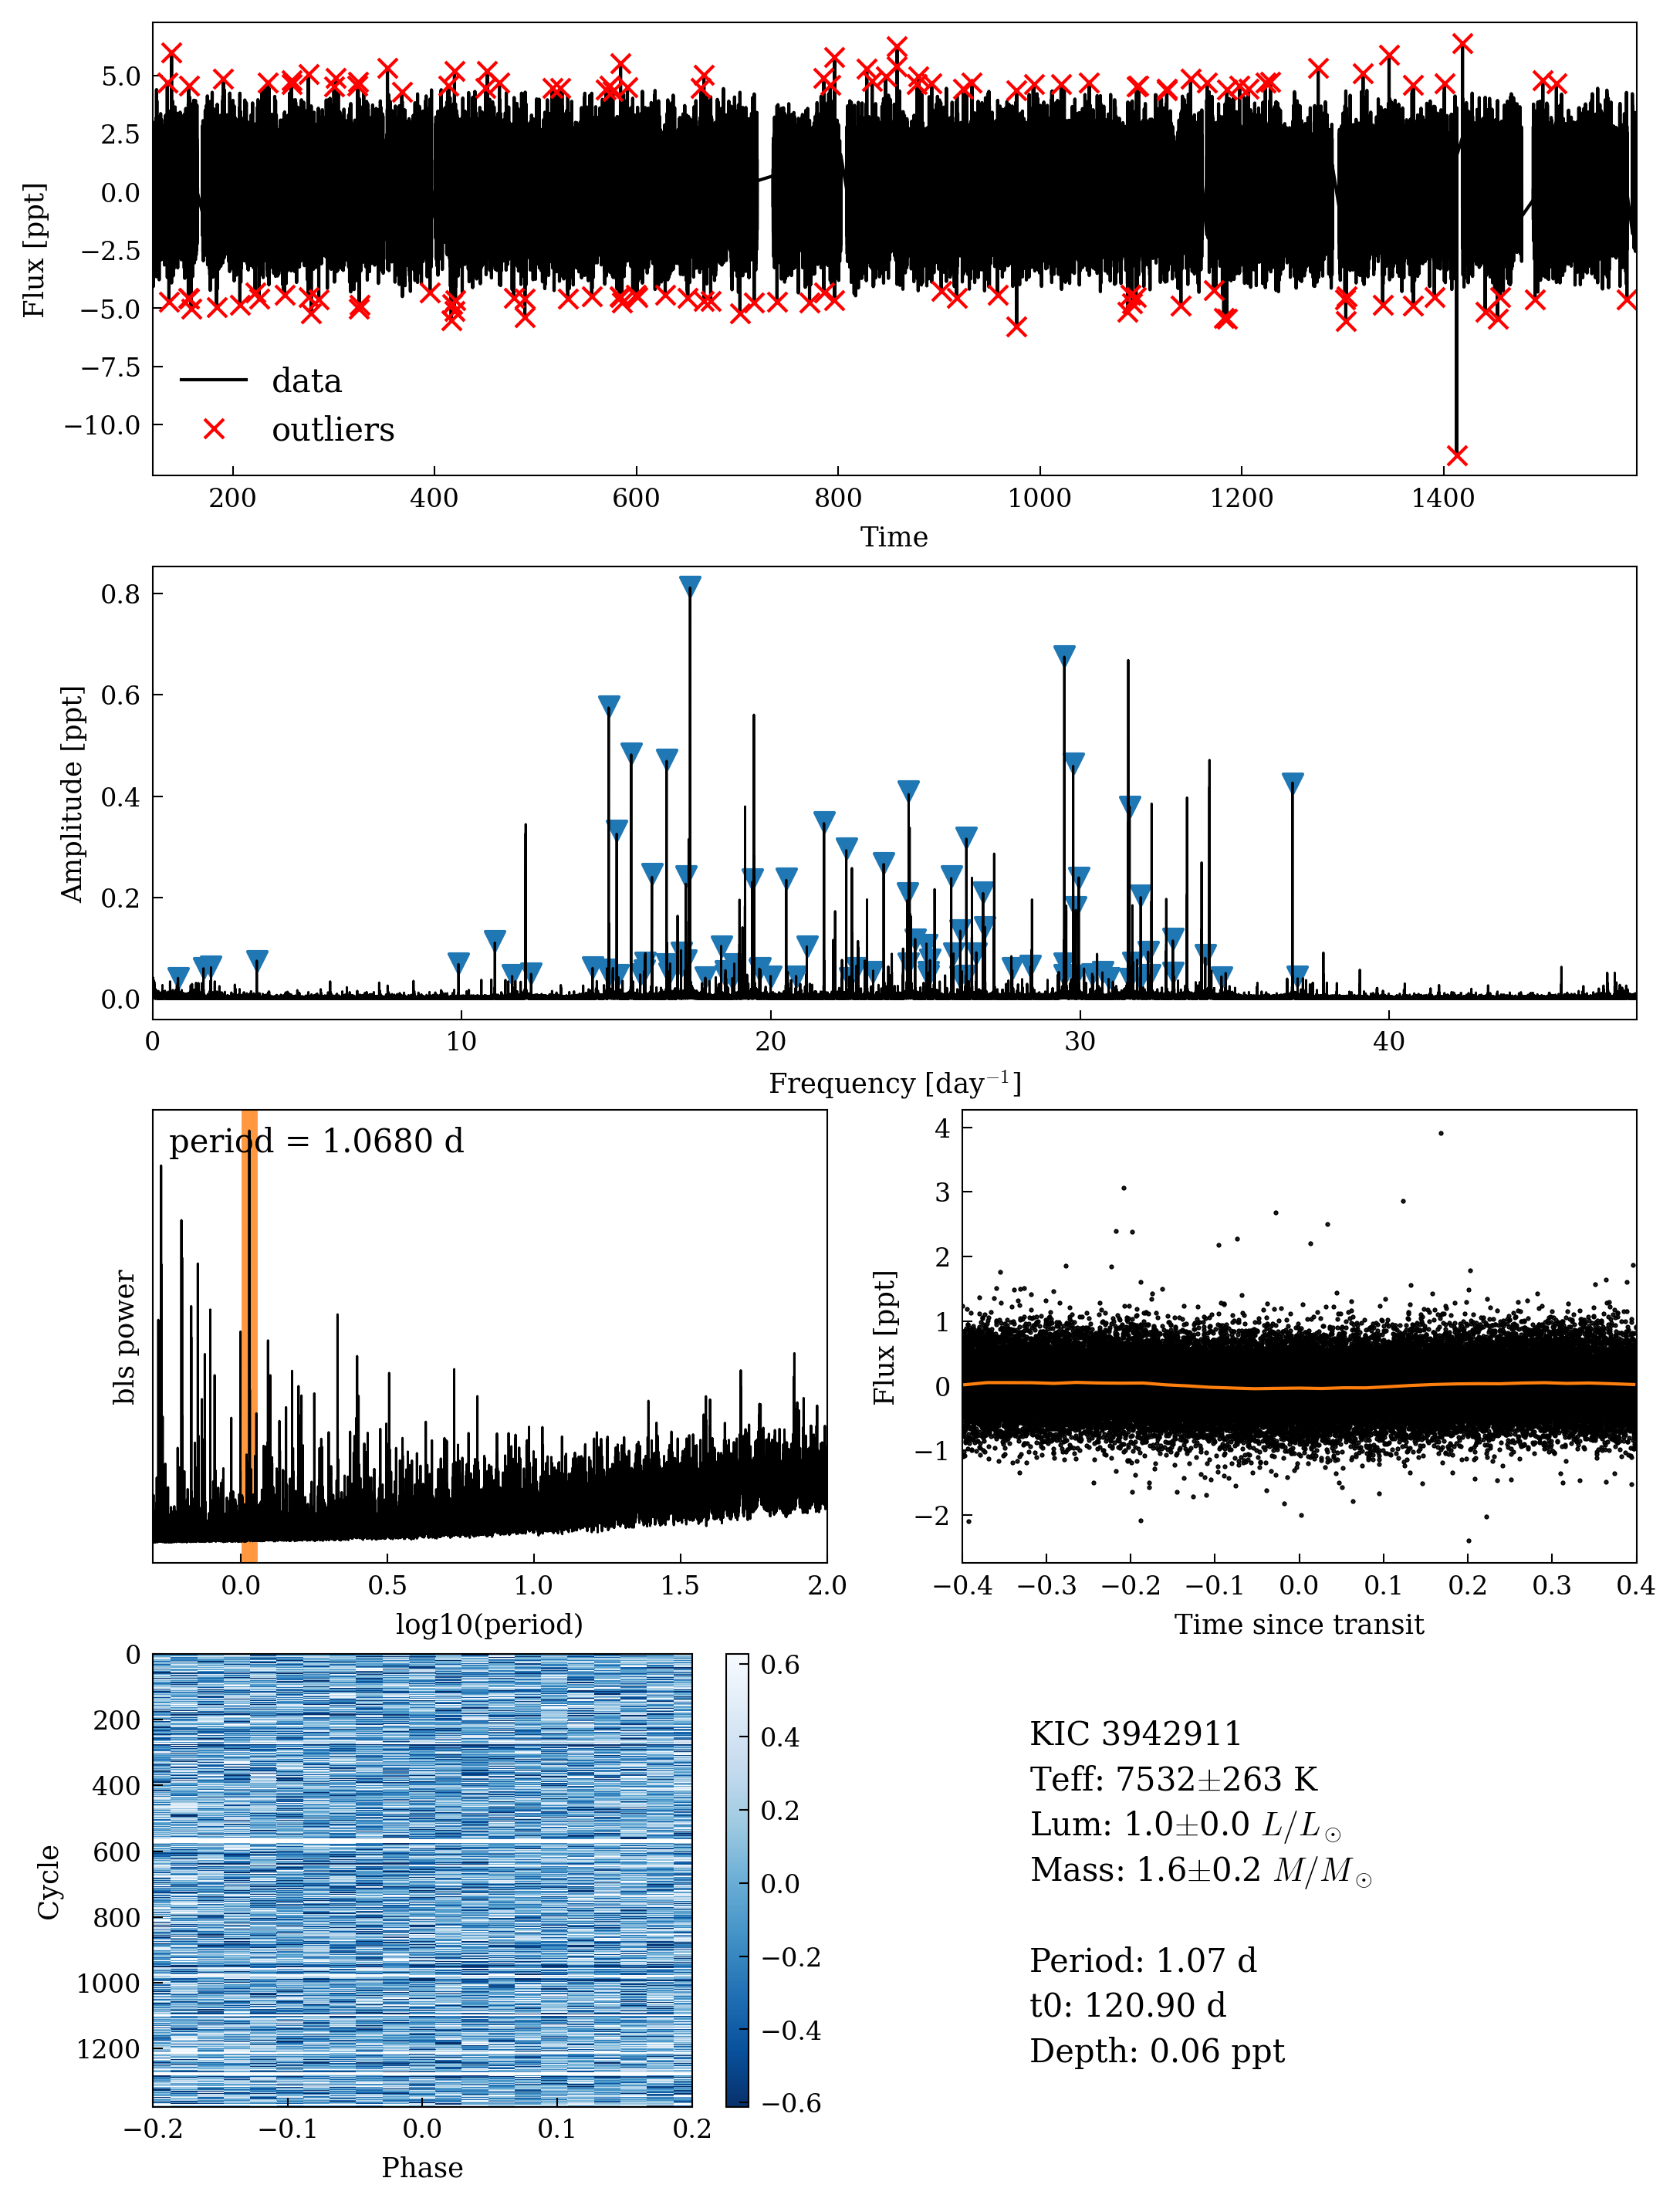 5.0
2.5
0.0
−2.5
−5.0
−7.5
−10.0
Flux [ppt]
data
outliers
200 400 600 800 1000 1200 1400
Time
0.8
0.6
0.4
0.2
0.0
Amplitude [ppt]
0 10 20 30 40
Frequency [day⁻¹]
period = 1.0680 d
bls power
0.0 0.5 1.0 1.5 2.0
log10(period)
4
3
2
1
0
−1
−2
Flux [ppt]
−0.4 −0.3 −0.2 −0.1 0.0 0.1 0.2 0.3 0.4
Time since transit
0
200
400
600
800
1000
1200
Cycle
−0.2 −0.1 0.0 0.1 0.2
Phase
0.6
0.4
0.2
0.0
−0.2
−0.4
−0.6
KIC 3942911
Teff: 7532±263 K
Lum: 1.0±0.0 L/L☉
Mass: 1.6±0.2 M/M☉
Period: 1.07 d
t0: 120.90 d
Depth: 0.06 ppt